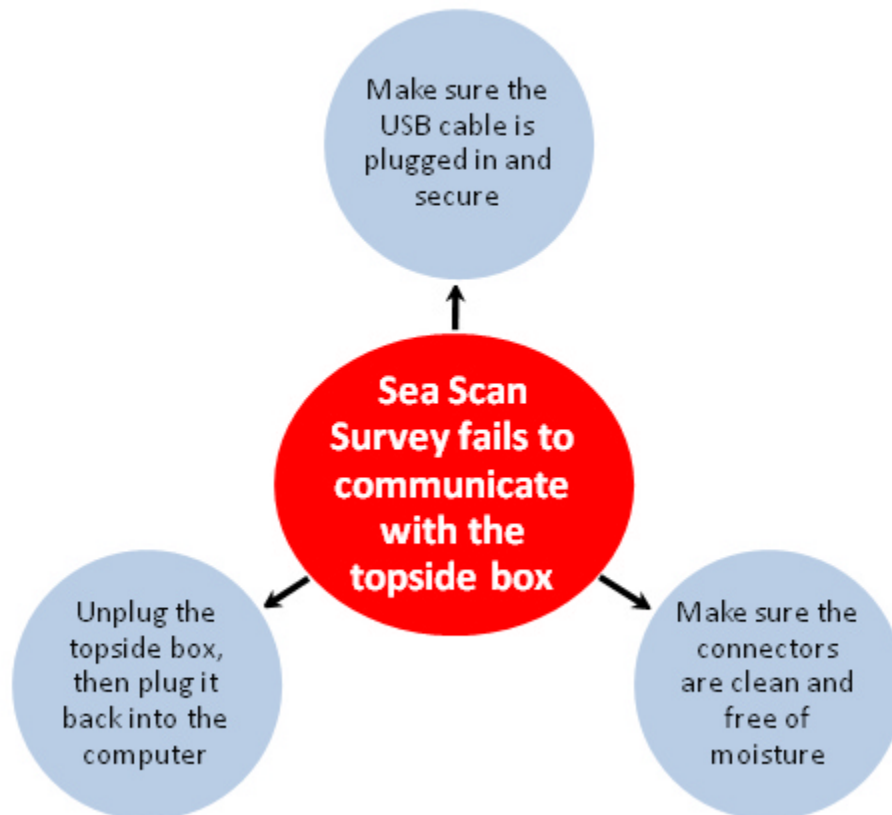 Make sure the
USB cable is
plugged in and
secure
Sea Scan
Survey fails to
communicate
with the
topside box
Unplug the
topside box,
then plug it
back into the
computer
Make sure the
connectors
are clean and
free of
moisture